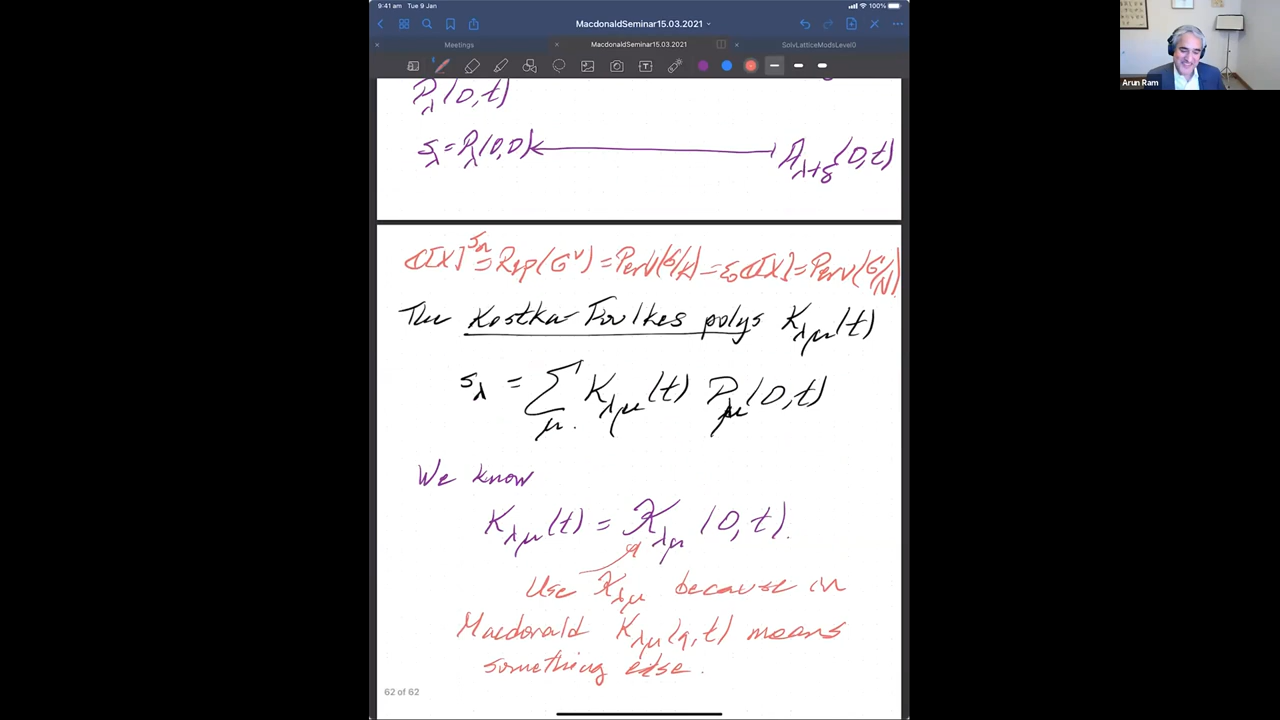 9:41 am Tue 9 Jan
100%
MacdonaldSeminar15.03.2021
Meetings
MacdonaldSeminar15.03.2021
SolvLatticeModsLevel0
P_λ(0,t)
s_λ = P_λ(0,0) ⟵ A_{λ+δ}(0,t)
ℂ[X]^{S_n} = Rep(G^∨) = Perv(G/K) = ε_0ℂ[X] = Perv(G/N)
The Kostka-Foulkes polys K_{λμ}(t)
s_λ = Σ_μ K_{λμ}(t) P_μ(0,t)
We know
K_{λμ}(t) = 𝒦_{λμ}(0,t).
Use 𝒦_{λμ} because in
Macdonald K_{λμ}(q,t) means
something else.
62 of 62
Arun Ram